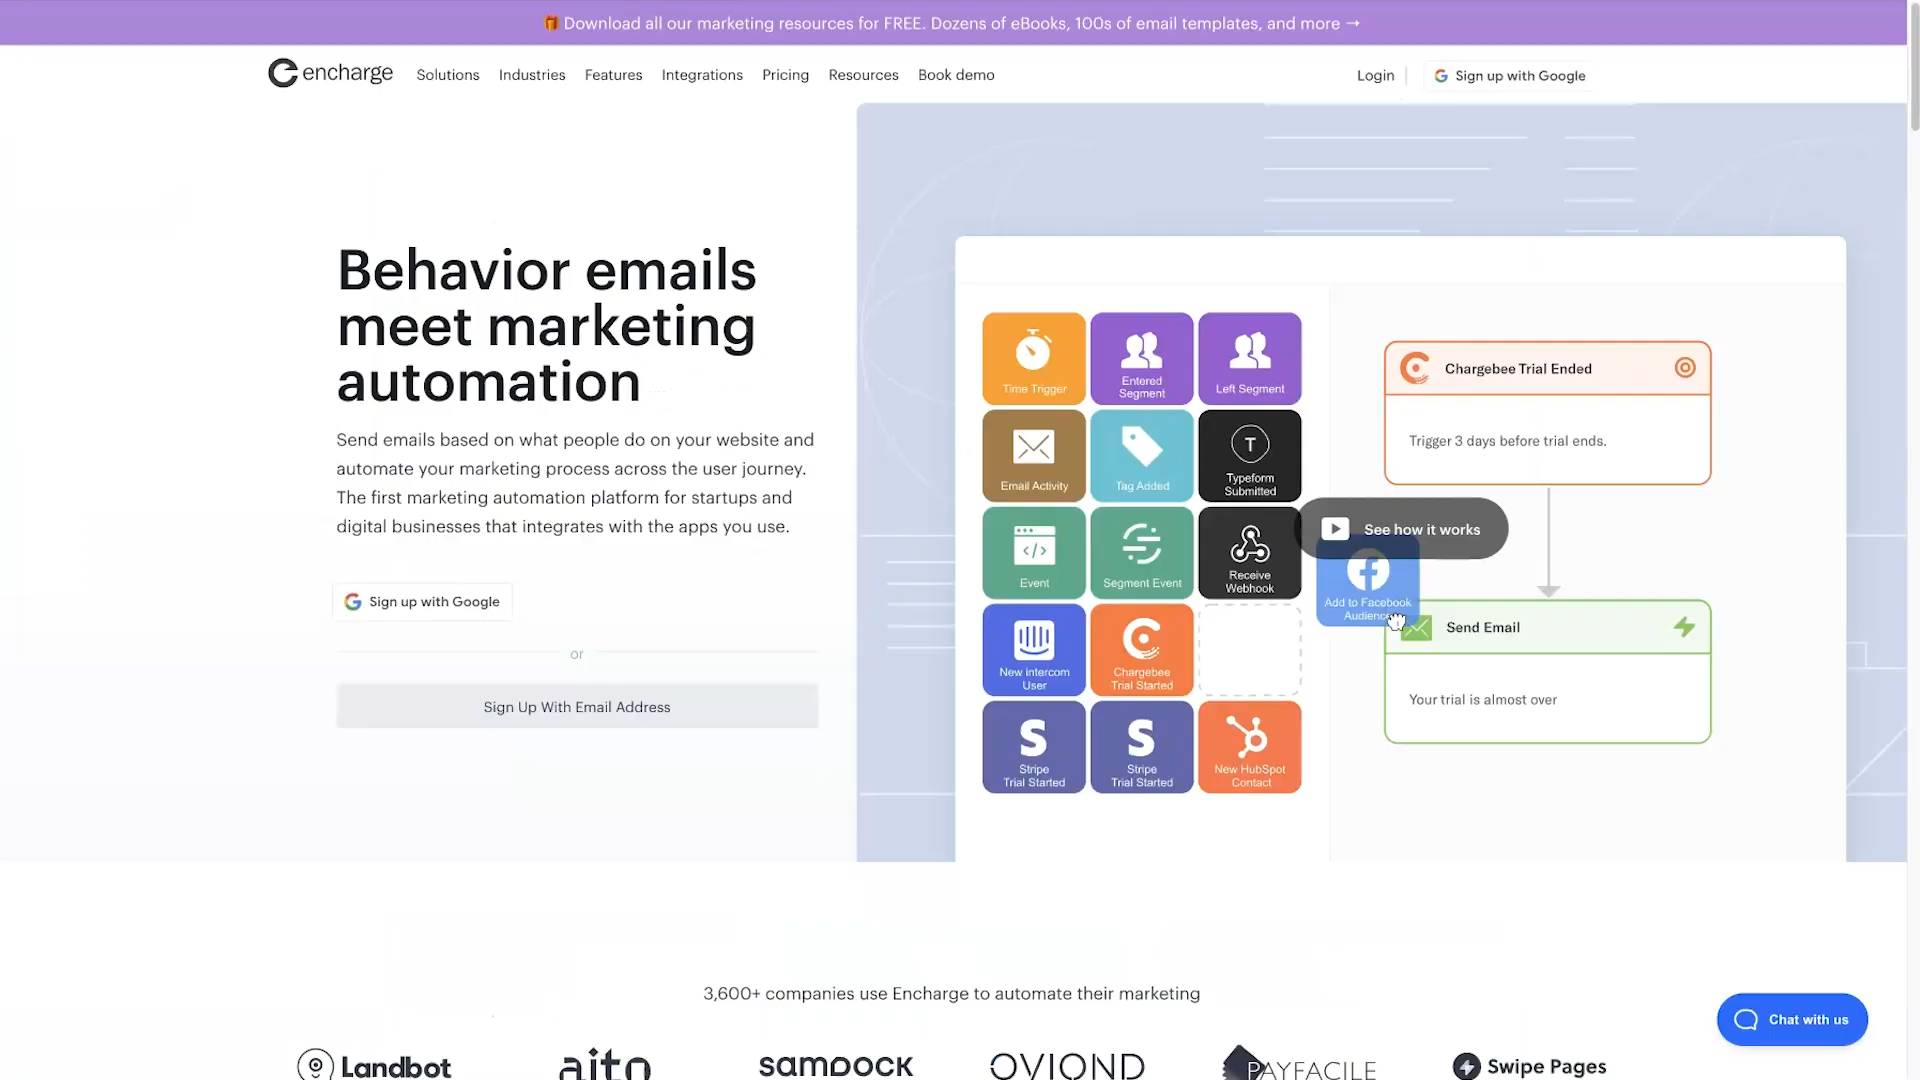 🎁 Download all our marketing resources for FREE. Dozens of eBooks, 100s of email templates, and more →
encharge
Solutions
Industries
Features
Integrations
Pricing
Resources
Book demo
Login
Sign up with Google
Behavior emails
meet marketing
automation
Send emails based on what people do on your website and
automate your marketing process across the user journey.
The first marketing automation platform for startups and
digital businesses that integrates with the apps you use.
Sign up with Google
or
Sign Up With Email Address
Time Trigger
Entered
Segment
Left Segment
Email Activity
Tag Added
T
Typeform
Submitted
Event
Segment Event
Receive
Webhook
New intercom
User
Chargebee
Trial Started
S
Stripe
Trial Started
S
Stripe
Trial Started
New HubSpot
Contact
Chargebee Trial Ended
Trigger 3 days before trial ends.
See how it works
Add to Facebook
Audience
Send Email
Your trial is almost over
3,600+ companies use Encharge to automate their marketing
Landbot
aito
SAMDOCK
OVIOND
PAYFACILE
Swipe Pages
Chat with us